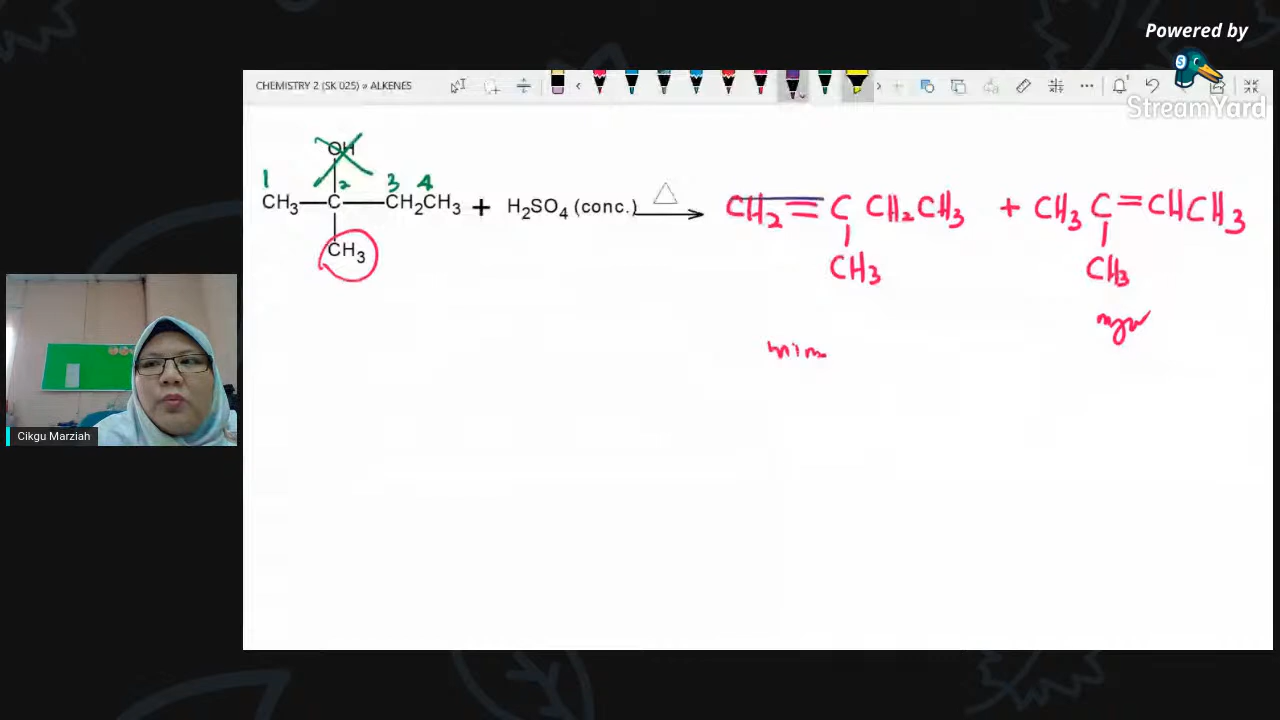 Powered by
StreamYard
CHEMISTRY 2 (SK 025) » ALKENES
OH
1 2 3 4
CH₃—C—CH₂CH₃ + H₂SO₄ (conc.) △ → CH₂=C CH₂CH₃ + CH₃ C=CHCH₃
CH₃ CH₃ CH₃
Cikgu Marziah